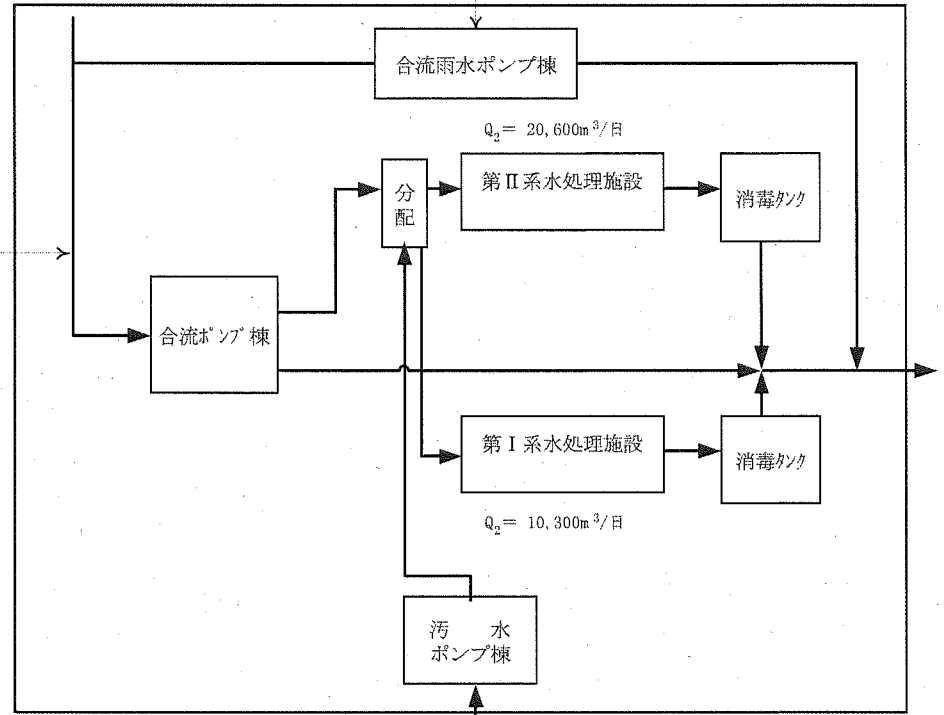 合流雨水ポンプ棟
Q₂＝ 20,600m³/日
分
配
第Ⅱ系水処理施設
消毒ﾀﾝｸ
合流ﾎﾟﾝﾌﾟ棟
第Ⅰ系水処理施設
消毒ﾀﾝｸ
Q₂＝ 10,300m³/日
汚　水
ポンプ棟